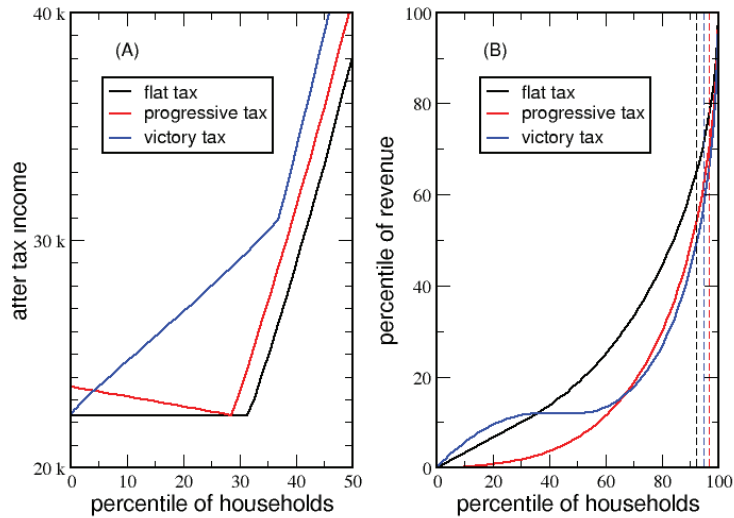 40 k
30 k
20 k
(A)
flat tax
progressive tax
victory tax
after tax income
0 10 20 30 40 50
percentile of households
100
80
60
40
20
0
(B)
flat tax
progressive tax
victory tax
percentile of revenue
0 20 40 60 80 100
percentile of households